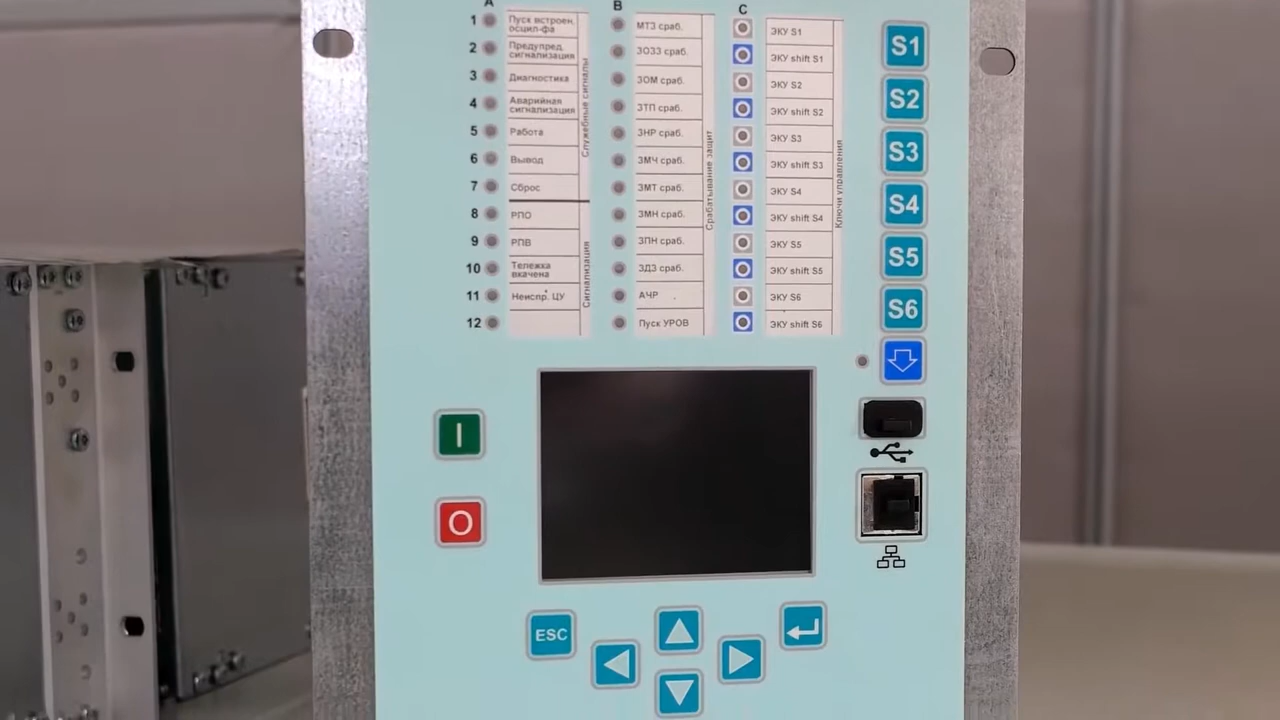 A
B
C
1
Пуск встроен.
осцил-фа
2
Предупред.
сигнализация
3
Диагностика
4
Аварийная
сигнализация
5
Работа
6
Вывод
7
Сброс
8
РПО
9
РПВ
10
Тележка
вкачена
11
Неиспр. ЦУ
12
Служебные сигналы
Сигнализация
МТЗ сраб.
ЗОЗЗ сраб.
ЗОМ сраб.
ЗТП сраб.
ЗНР сраб.
ЗМЧ сраб.
ЗМТ сраб.
ЗМН сраб.
ЗПН сраб.
ЗДЗ сраб.
АЧР
Пуск УРОВ
Срабатывание защит
ЭКУ S1
ЭКУ shift S1
ЭКУ S2
ЭКУ shift S2
ЭКУ S3
ЭКУ shift S3
ЭКУ S4
ЭКУ shift S4
ЭКУ S5
ЭКУ shift S5
ЭКУ S6
ЭКУ shift S6
Ключи управления
S1
S2
S3
S4
S5
S6
I
O
ESC